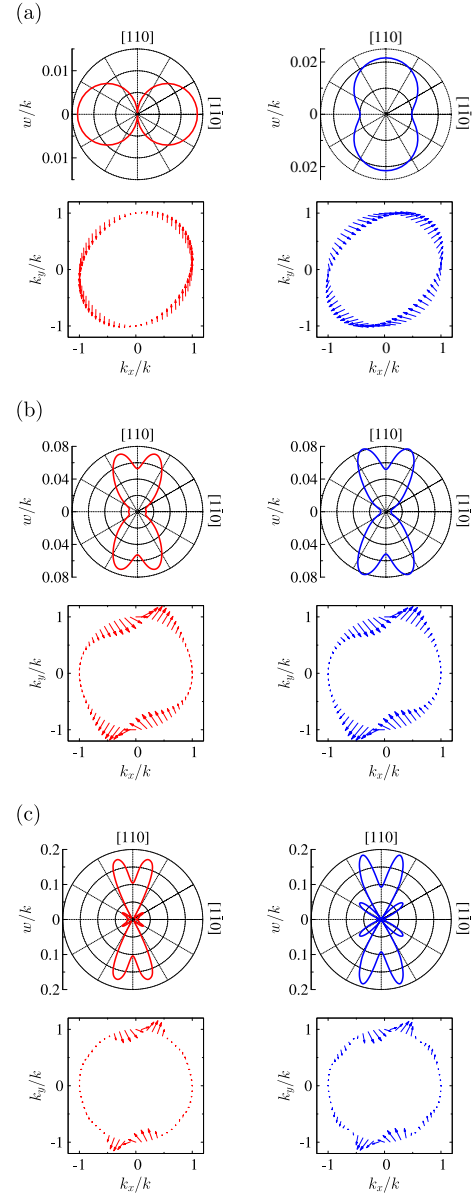 (a)
[110] [110]
0.01 0.02
w/k 0 [11̄0] w/k 0 [11̄0]
0.01 0.02
1 1
k_y/k 0 k_y/k 0
-1 -1
-1 0 1 -1 0 1
k_x/k k_x/k
(b)
[110] [110]
0.08 0.08
0.04 0.04
w/k 0 [11̄0] w/k 0 [11̄0]
0.04 0.04
0.08 0.08
1 1
k_y/k 0 k_y/k 0
-1 -1
-1 0 1 -1 0 1
k_x/k k_x/k
(c)
[110] [110]
0.2 0.2
0.1 0.1
w/k 0 [11̄0] w/k 0 [11̄0]
0.1 0.1
0.2 0.2
1 1
k_y/k 0 k_y/k 0
-1 -1
-1 0 1 -1 0 1
k_x/k k_x/k